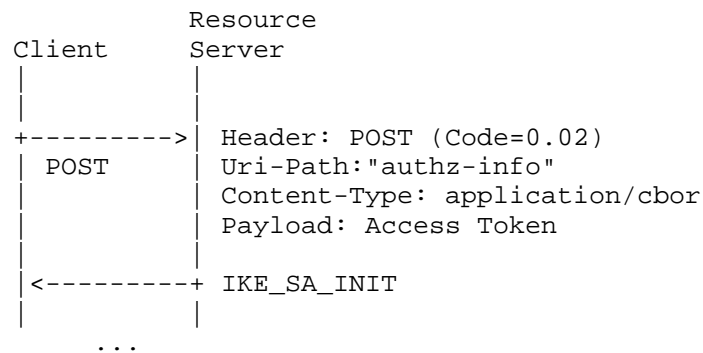 Resource
Client Server
| |
| |
+--------->| Header: POST (Code=0.02)
| POST | Uri-Path:"authz-info"
| | Content-Type: application/cbor
| | Payload: Access Token
| |
|<---------+ IKE_SA_INIT
| |
...